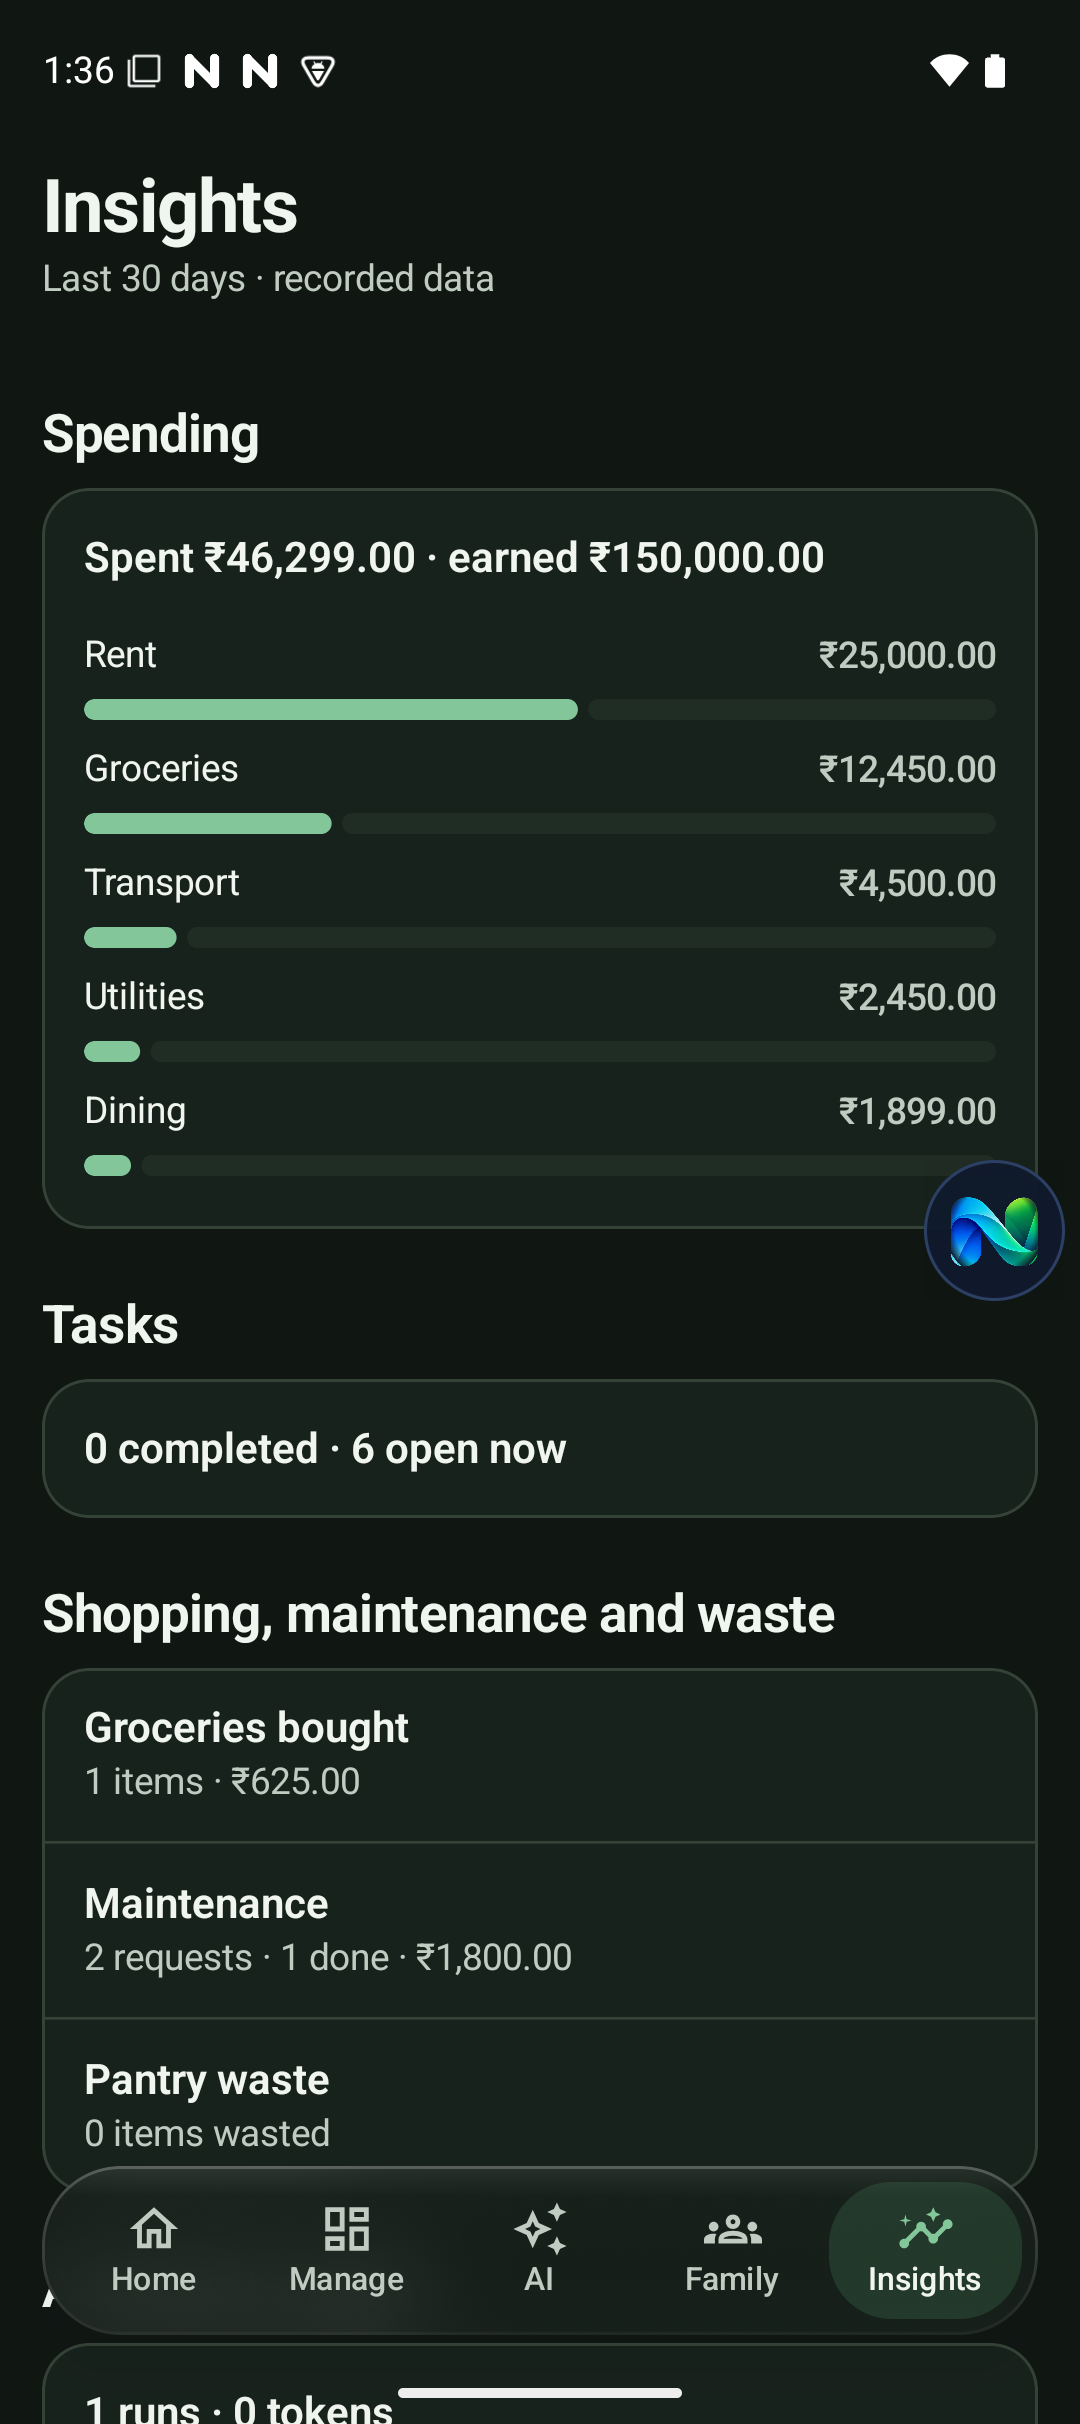 1:36
Insights
Last 30 days · recorded data
Spending
Spent ₹46,299.00 · earned ₹150,000.00
Rent ₹25,000.00
Groceries ₹12,450.00
Transport ₹4,500.00
Utilities ₹2,450.00
Dining ₹1,899.00
Tasks
0 completed · 6 open now
Shopping, maintenance and waste
Groceries bought
1 items · ₹625.00
Maintenance
2 requests · 1 done · ₹1,800.00
Pantry waste
0 items wasted
Home Manage AI Family Insights
1 runs · 0 tokens